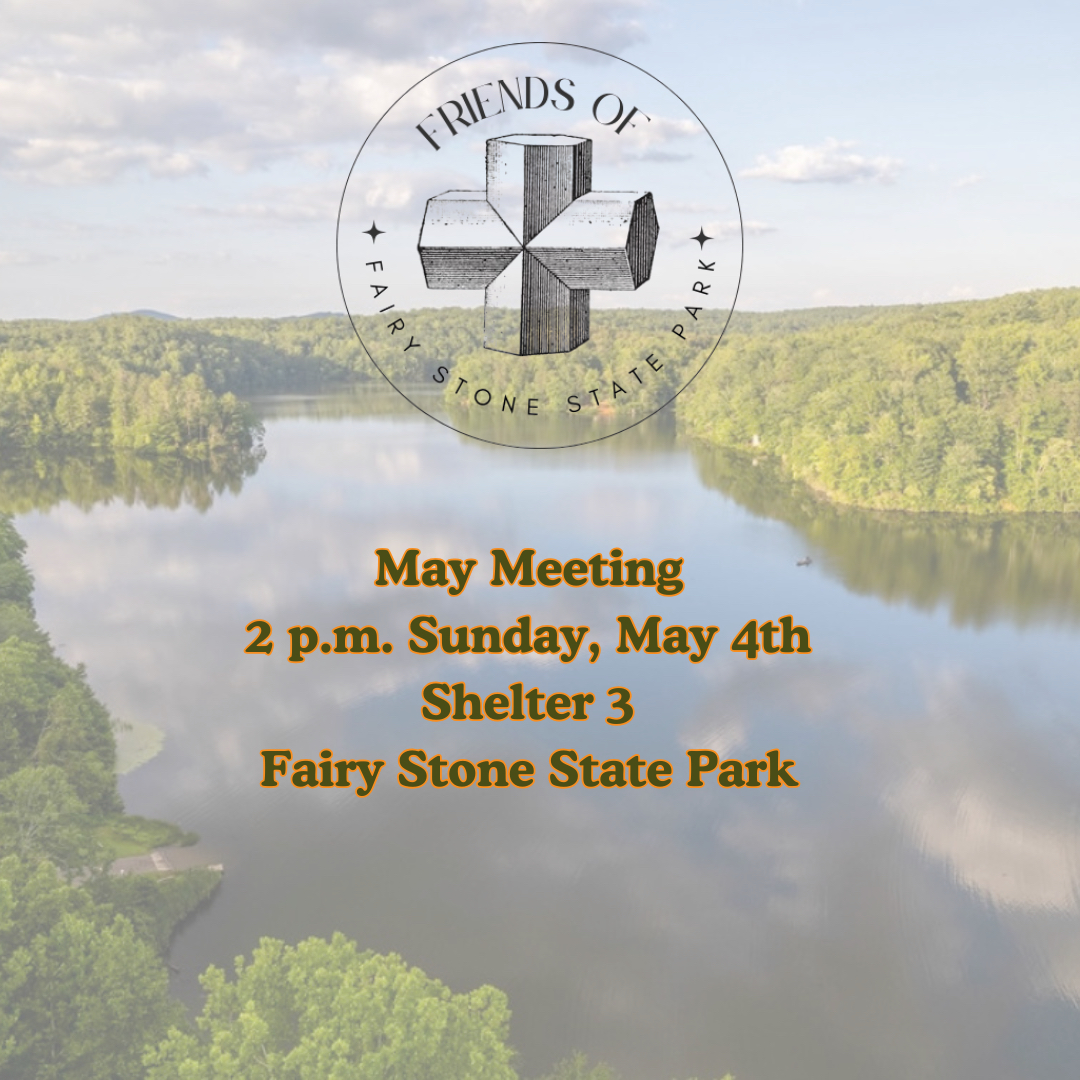 FRIENDS OF
FAIRY STONE STATE PARK
May Meeting
2 p.m. Sunday, May 4th
Shelter 3
Fairy Stone State Park